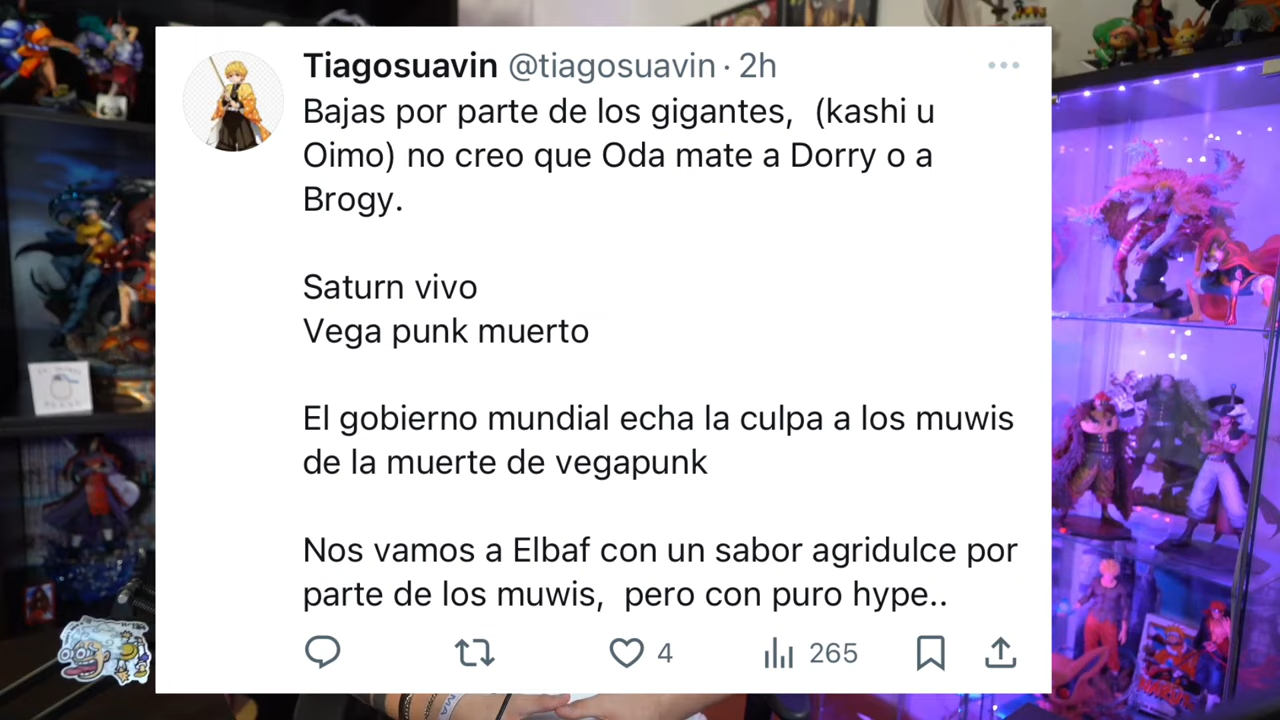 Tiagosuavin @tiagosuavin · 2h
Bajas por parte de los gigantes,  (kashi u
Oimo) no creo que Oda mate a Dorry o a
Brogy.
Saturn vivo
Vega punk muerto
El gobierno mundial echa la culpa a los muwis
de la muerte de vegapunk
Nos vamos a Elbaf con un sabor agridulce por
parte de los muwis,  pero con puro hype..
4
265